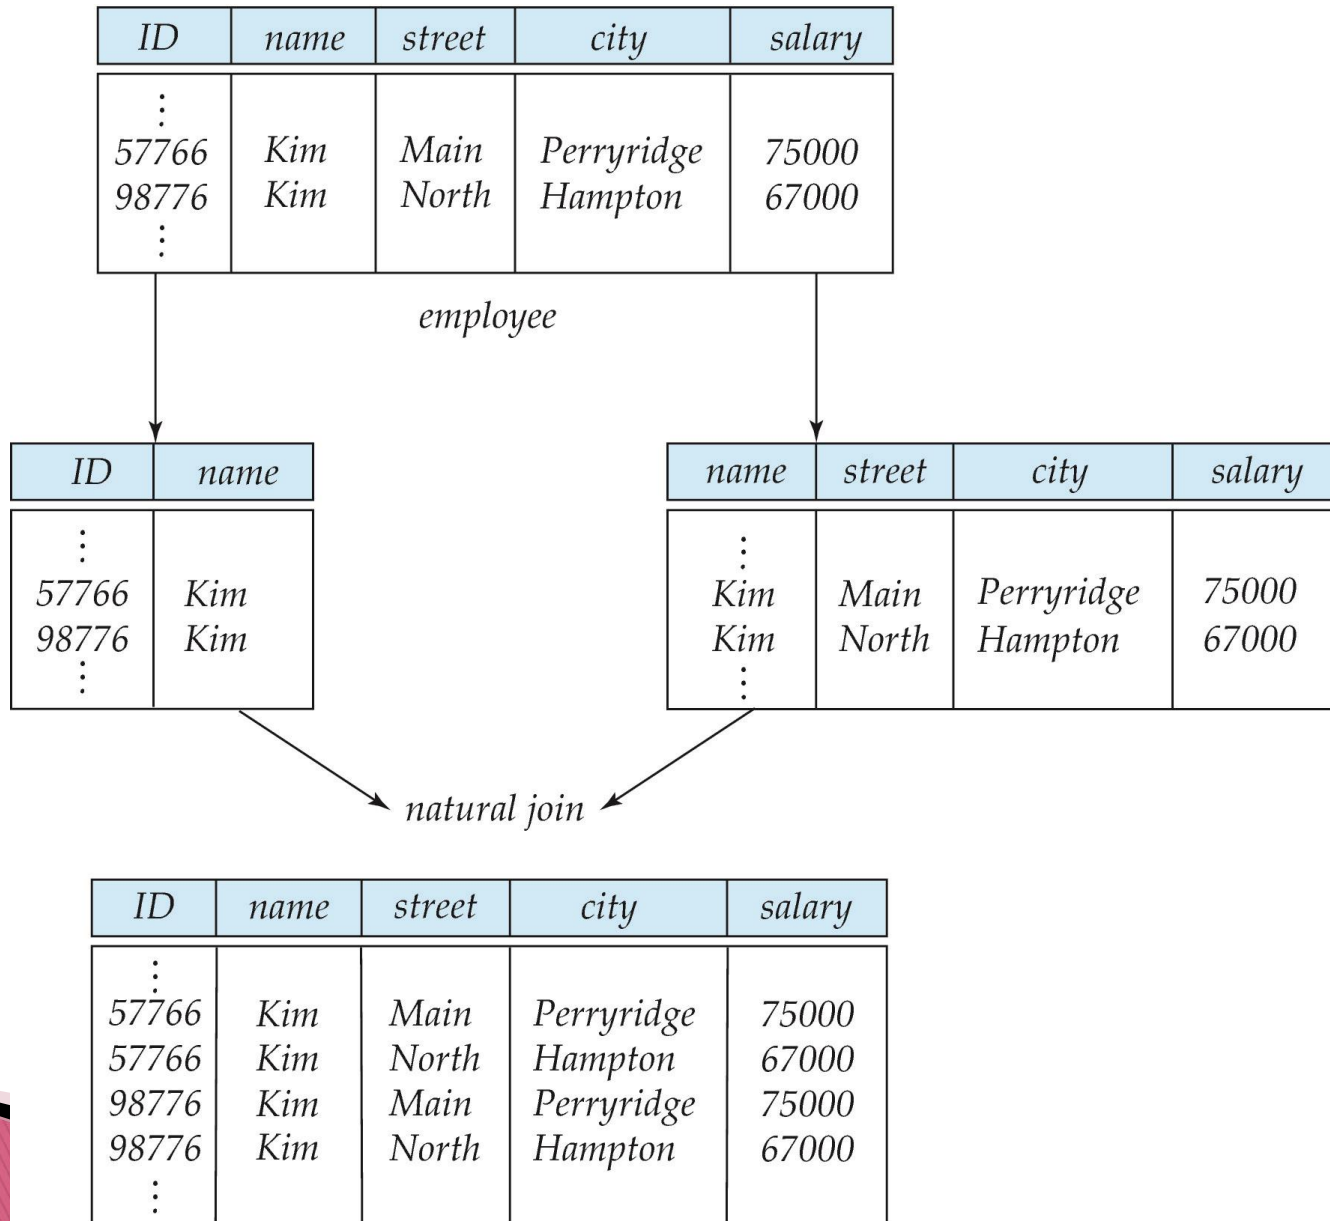 ID name street city salary
57766 Kim Main Perryridge 75000
98776 Kim North Hampton 67000
employee
ID name
57766 Kim
98776 Kim
name street city salary
Kim Main Perryridge 75000
Kim North Hampton 67000
natural join
ID name street city salary
57766 Kim Main Perryridge 75000
57766 Kim North Hampton 67000
98776 Kim Main Perryridge 75000
98776 Kim North Hampton 67000